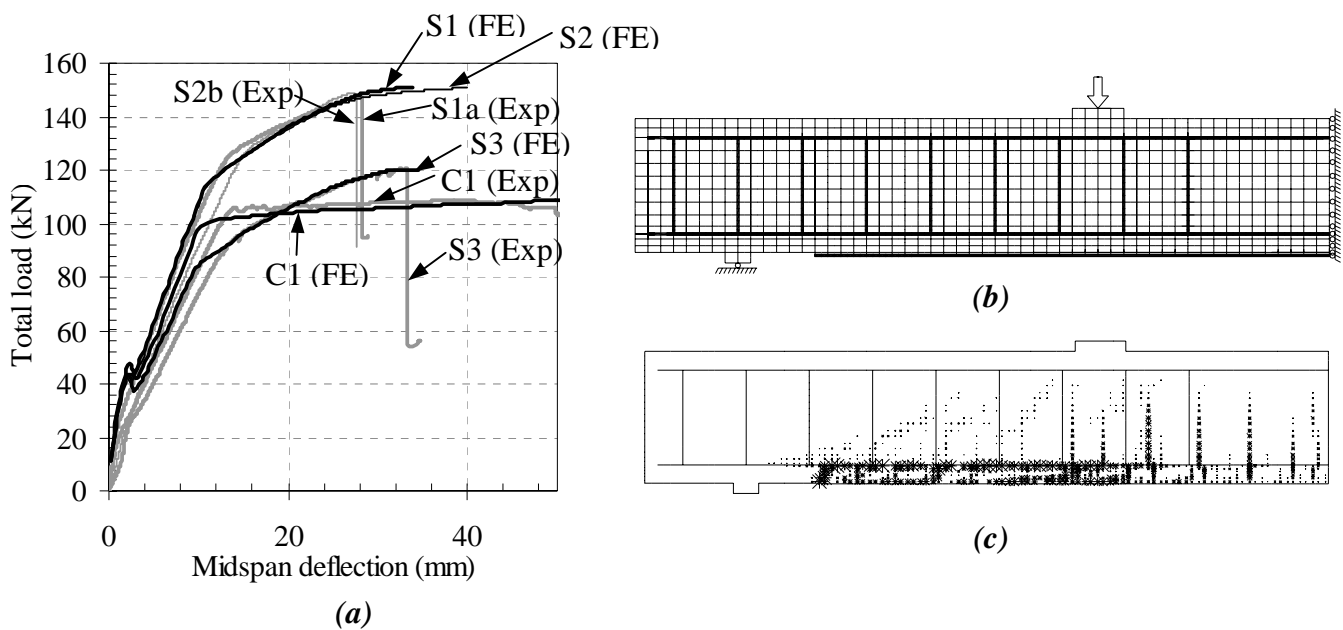 S1 (FE)
S2 (FE)
160
140
120
100
80
60
40
20
0
S2b (Exp)
S1a (Exp)
S3 (FE)
C1 (Exp)
C1 (FE)
S3 (Exp)
Total load (kN)
0
20
40
Midspan deflection (mm)
(a)
(b)
(c)